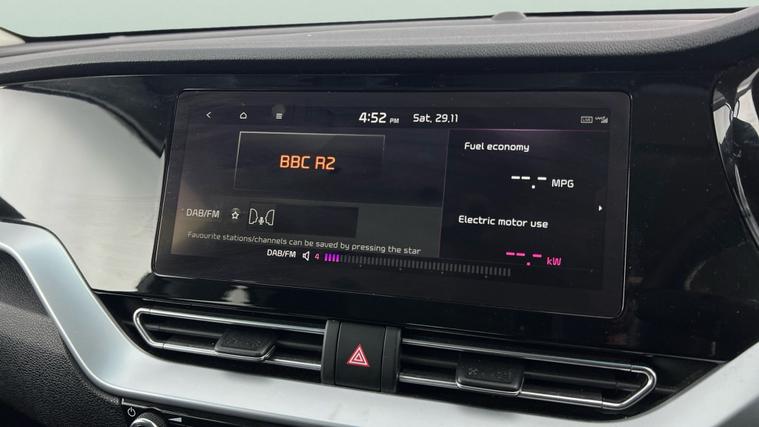 4:52 PM Sat, 29.11
BBC R2
DAB/FM
Favourite stations/channels can be saved by pressing the star
DAB/FM 4
Fuel economy
--.- MPG
Electric motor use
--.- kW